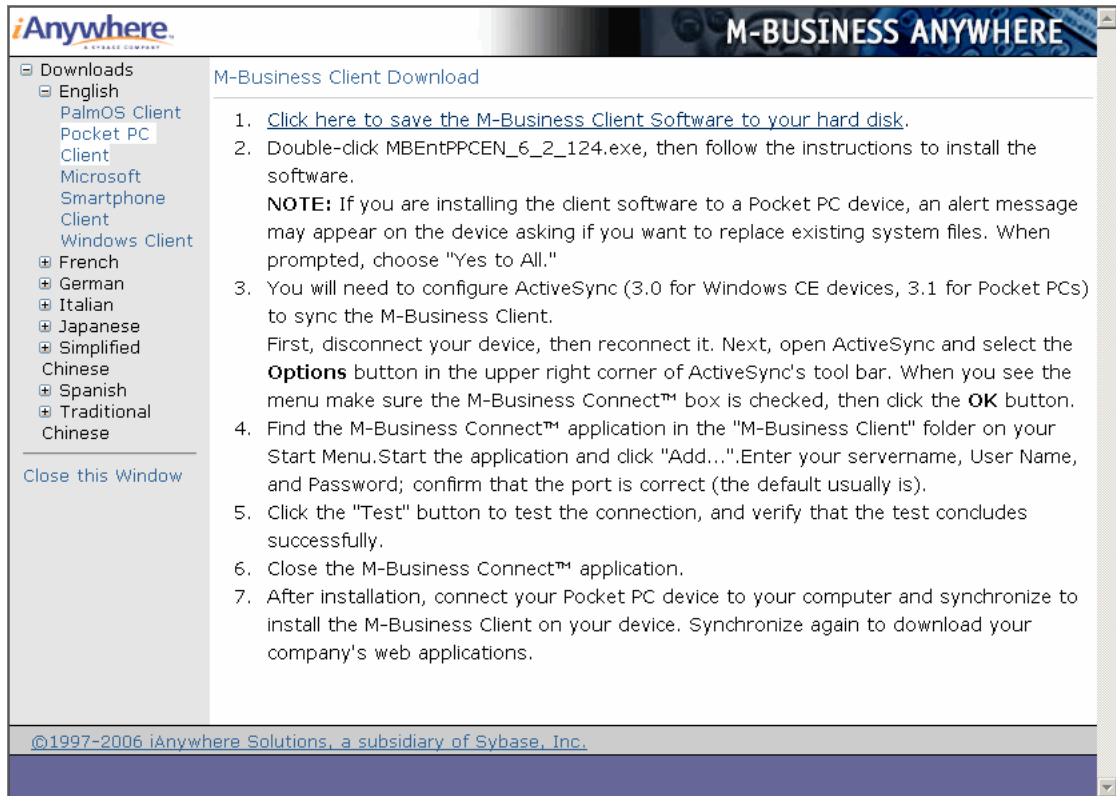 iAnywhere.
A SYBASE COMPANY
M-BUSINESS ANYWHERE
Downloads
English
PalmOS Client
Pocket PC
Client
Microsoft
Smartphone
Client
Windows Client
French
German
Italian
Japanese
Simplified
Chinese
Spanish
Traditional
Chinese
Close this Window
M-Business Client Download
1. Click here to save the M-Business Client Software to your hard disk.
2. Double-click MBEntPPCEN_6_2_124.exe, then follow the instructions to install the
software.
NOTE: If you are installing the client software to a Pocket PC device, an alert message
may appear on the device asking if you want to replace existing system files. When
prompted, choose "Yes to All."
3. You will need to configure ActiveSync (3.0 for Windows CE devices, 3.1 for Pocket PCs)
to sync the M-Business Client.
First, disconnect your device, then reconnect it. Next, open ActiveSync and select the
Options button in the upper right corner of ActiveSync's tool bar. When you see the
menu make sure the M-Business Connect™ box is checked, then click the OK button.
4. Find the M-Business Connect™ application in the "M-Business Client" folder on your
Start Menu.Start the application and click "Add...".Enter your servername, User Name,
and Password; confirm that the port is correct (the default usually is).
5. Click the "Test" button to test the connection, and verify that the test concludes
successfully.
6. Close the M-Business Connect™ application.
7. After installation, connect your Pocket PC device to your computer and synchronize to
install the M-Business Client on your device. Synchronize again to download your
company's web applications.
©1997-2006 iAnywhere Solutions, a subsidiary of Sybase, Inc.